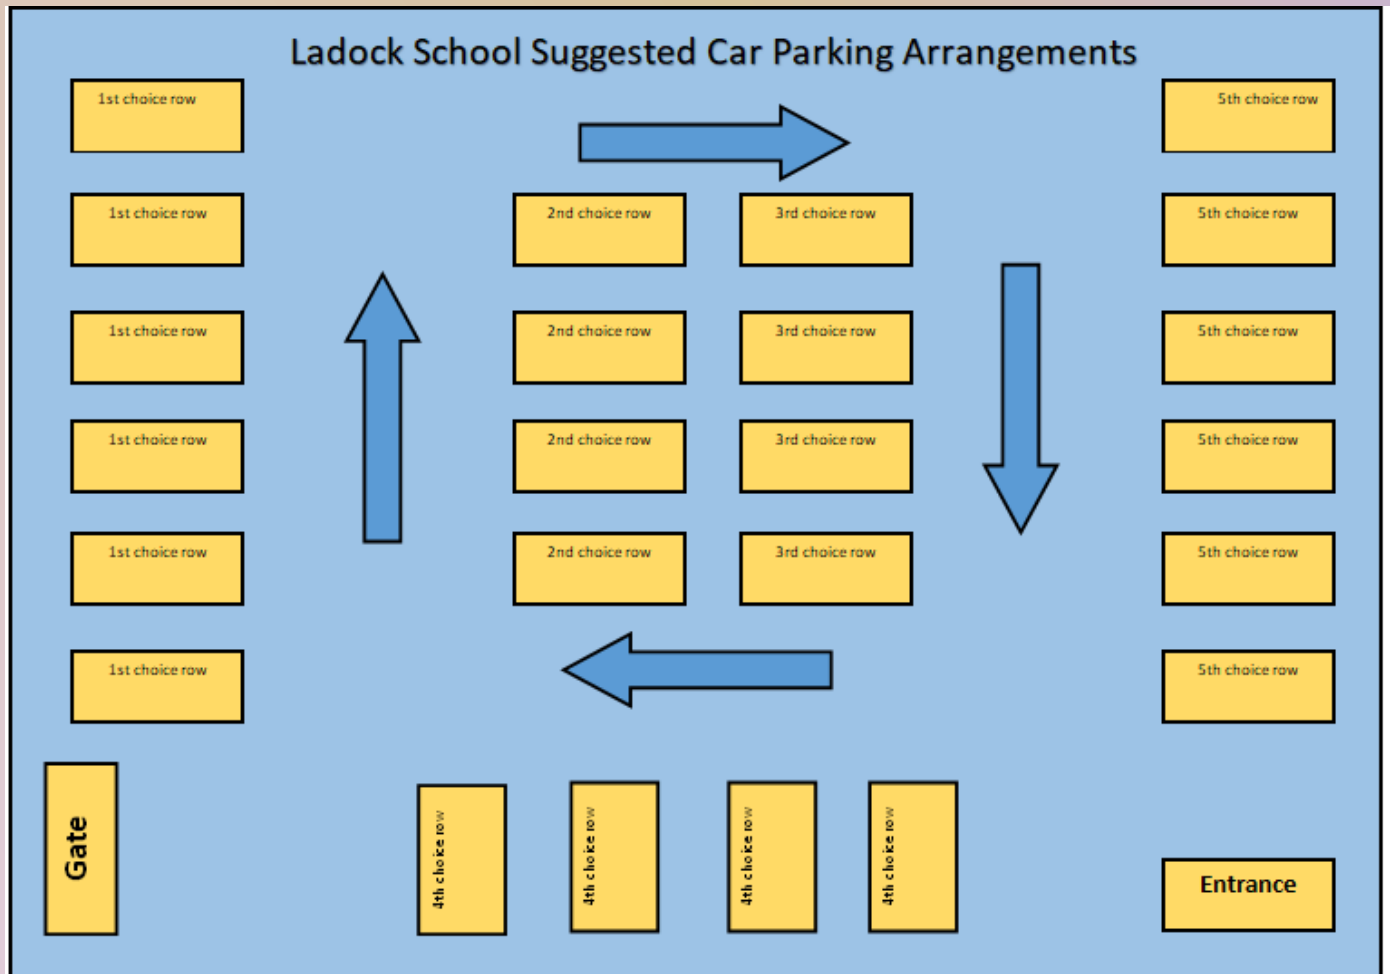 Ladock School Suggested Car Parking Arrangements
1st choice row
5th choice row
1st choice row
2nd choice row
3rd choice row
5th choice row
1st choice row
2nd choice row
3rd choice row
5th choice row
1st choice row
2nd choice row
3rd choice row
5th choice row
1st choice row
2nd choice row
3rd choice row
5th choice row
1st choice row
5th choice row
Gate
4th choice row
4th choice row
4th choice row
4th choice row
Entrance